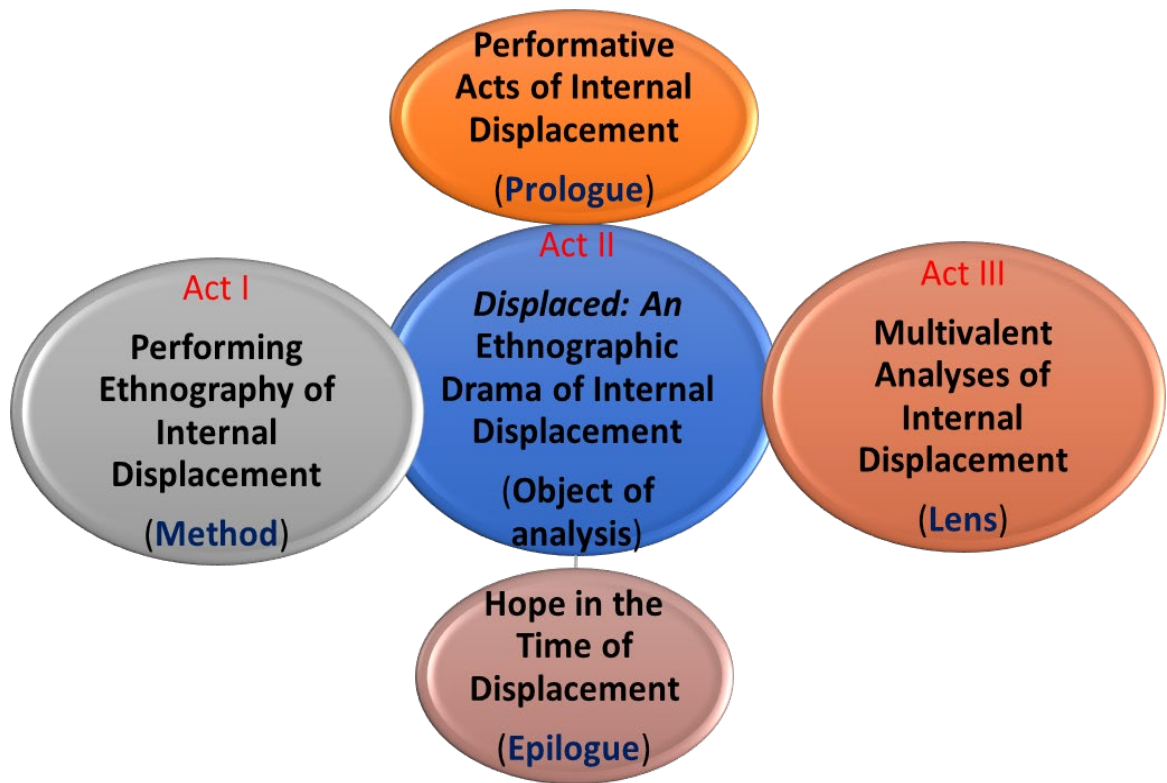 Performative
Acts of Internal
Displacement
(Prologue)
Act I
Performing
Ethnography of
Internal
Displacement
(Method)
Act II
Displaced: An
Ethnographic
Drama of Internal
Displacement
(Object of
analysis)
Act III
Multivalent
Analyses of
Internal
Displacement
(Lens)
Hope in the
Time of
Displacement
(Epilogue)